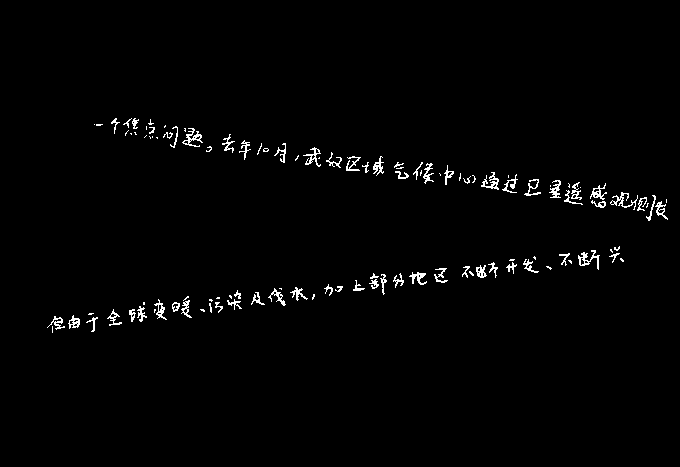 一个焦点问题。去年10月,武汉区域气候中心通过卫星遥感观测发
但由于全球变暖、污染及伐木,加上部分地区不断开发、不断兴